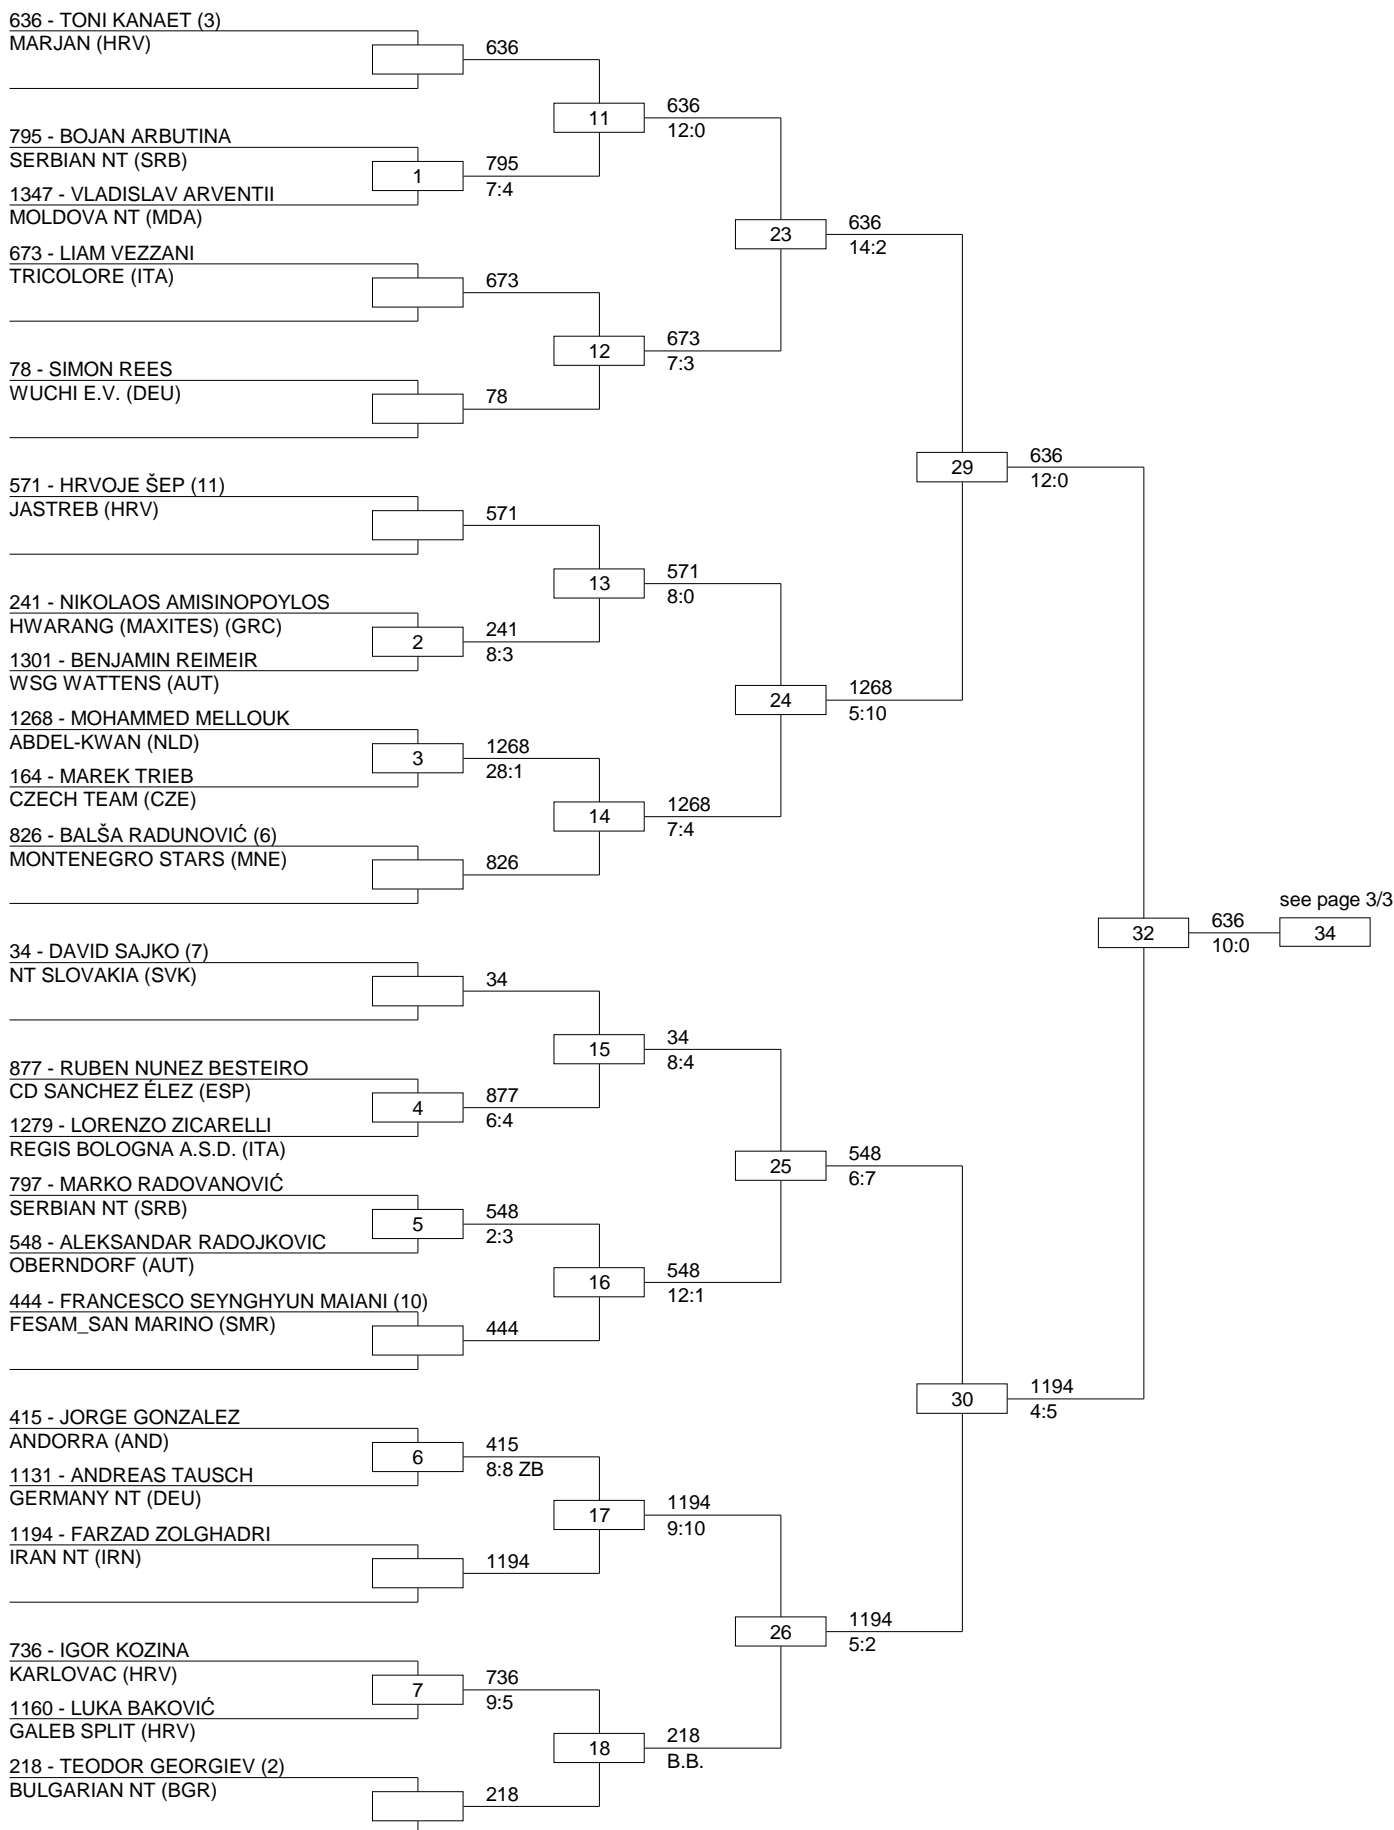 636 - TONI KANAET (3)
MARJAN (HRV)
636
11
636
12:0
795 - BOJAN ARBUTINA
SERBIAN NT (SRB)
1
795
7:4
1347 - VLADISLAV ARVENTII
MOLDOVA NT (MDA)
23
636
14:2
673 - LIAM VEZZANI
TRICOLORE (ITA)
673
12
673
7:3
78 - SIMON REES
WUCHI E.V. (DEU)
78
29
636
12:0
571 - HRVOJE ŠEP (11)
JASTREB (HRV)
571
13
571
8:0
241 - NIKOLAOS AMISINOPOYLOS
HWARANG (MAXITES) (GRC)
2
241
8:3
1301 - BENJAMIN REIMEIR
WSG WATTENS (AUT)
24
1268
5:10
1268 - MOHAMMED MELLOUK
ABDEL-KWAN (NLD)
3
1268
28:1
164 - MAREK TRIEB
CZECH TEAM (CZE)
14
1268
7:4
826 - BALŠA RADUNOVIĆ (6)
MONTENEGRO STARS (MNE)
826
see page 3/3
32
636
10:0
34
34 - DAVID SAJKO (7)
NT SLOVAKIA (SVK)
34
15
34
8:4
877 - RUBEN NUNEZ BESTEIRO
CD SANCHEZ ÉLEZ (ESP)
4
877
6:4
1279 - LORENZO ZICARELLI
REGIS BOLOGNA A.S.D. (ITA)
25
548
6:7
797 - MARKO RADOVANOVIĆ
SERBIAN NT (SRB)
5
548
2:3
548 - ALEKSANDAR RADOJKOVIC
OBERNDORF (AUT)
16
548
12:1
444 - FRANCESCO SEYNGHYUN MAIANI (10)
FESAM_SAN MARINO (SMR)
444
30
1194
4:5
415 - JORGE GONZALEZ
ANDORRA (AND)
6
415
8:8 ZB
1131 - ANDREAS TAUSCH
GERMANY NT (DEU)
17
1194
9:10
1194 - FARZAD ZOLGHADRI
IRAN NT (IRN)
1194
26
1194
5:2
736 - IGOR KOZINA
KARLOVAC (HRV)
7
736
9:5
1160 - LUKA BAKOVIĆ
GALEB SPLIT (HRV)
18
218
B.B.
218 - TEODOR GEORGIEV (2)
BULGARIAN NT (BGR)
218